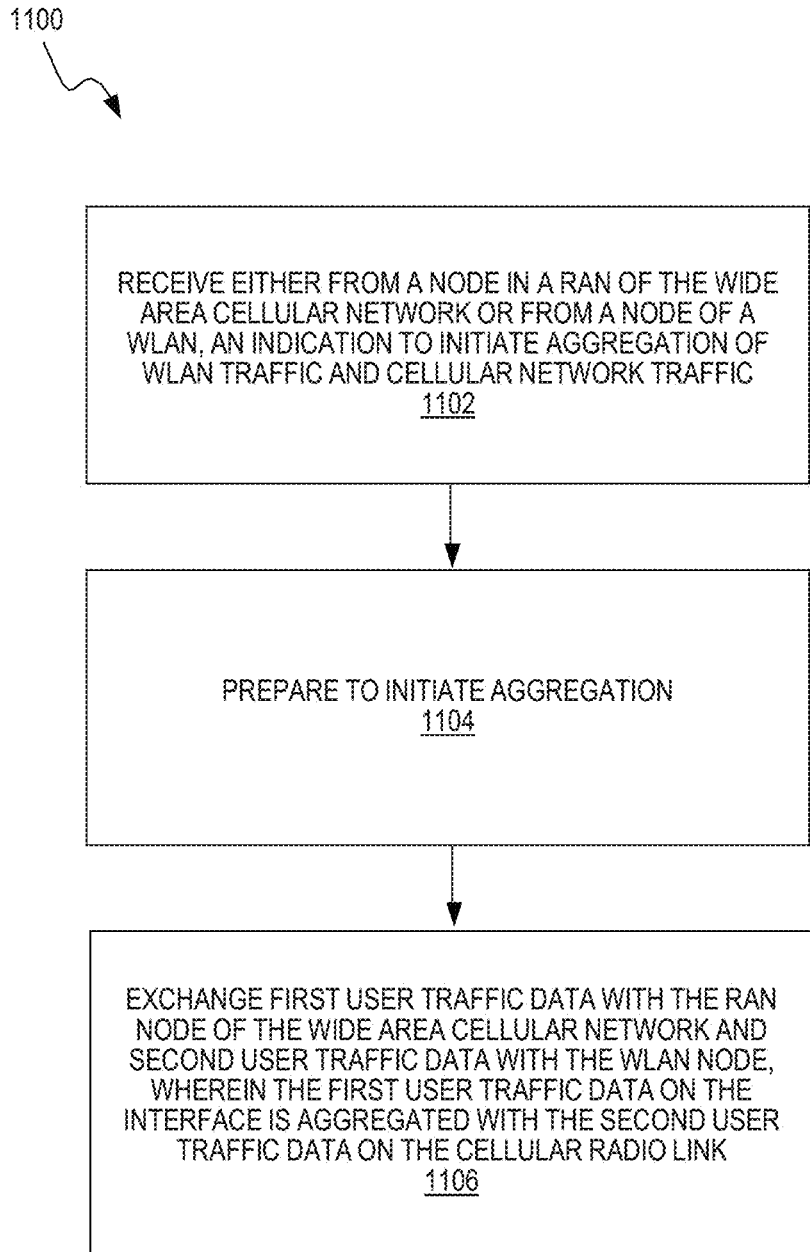 1100
RECEIVE EITHER FROM A NODE IN A RAN OF THE WIDE
AREA CELLULAR NETWORK OR FROM A NODE OF A
WLAN, AN INDICATION TO INITIATE AGGREGATION OF
WLAN TRAFFIC AND CELLULAR NETWORK TRAFFIC
1102
PREPARE TO INITIATE AGGREGATION
1104
EXCHANGE FIRST USER TRAFFIC DATA WITH THE RAN
NODE OF THE WIDE AREA CELLULAR NETWORK AND
SECOND USER TRAFFIC DATA WITH THE WLAN NODE,
WHEREIN THE FIRST USER TRAFFIC DATA ON THE
INTERFACE IS AGGREGATED WITH THE SECOND USER
TRAFFIC DATA ON THE CELLULAR RADIO LINK
1106